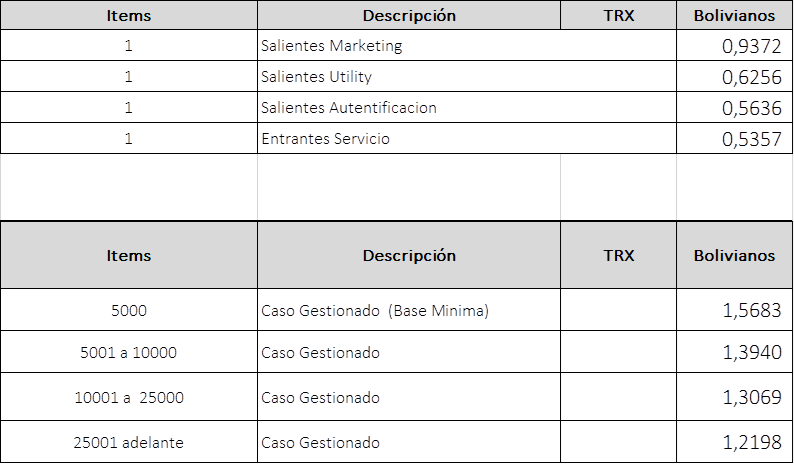 Items Descripción TRX Bolivianos
1 Salientes Marketing 0,9372
1 Salientes Utility 0,6256
1 Salientes Autentificacion 0,5636
1 Entrantes Servicio 0,5357
Items Descripción TRX Bolivianos
5000 Caso Gestionado (Base Minima) 1,5683
5001 a 10000 Caso Gestionado 1,3940
10001 a 25000 Caso Gestionado 1,3069
25001 adelante Caso Gestionado 1,2198